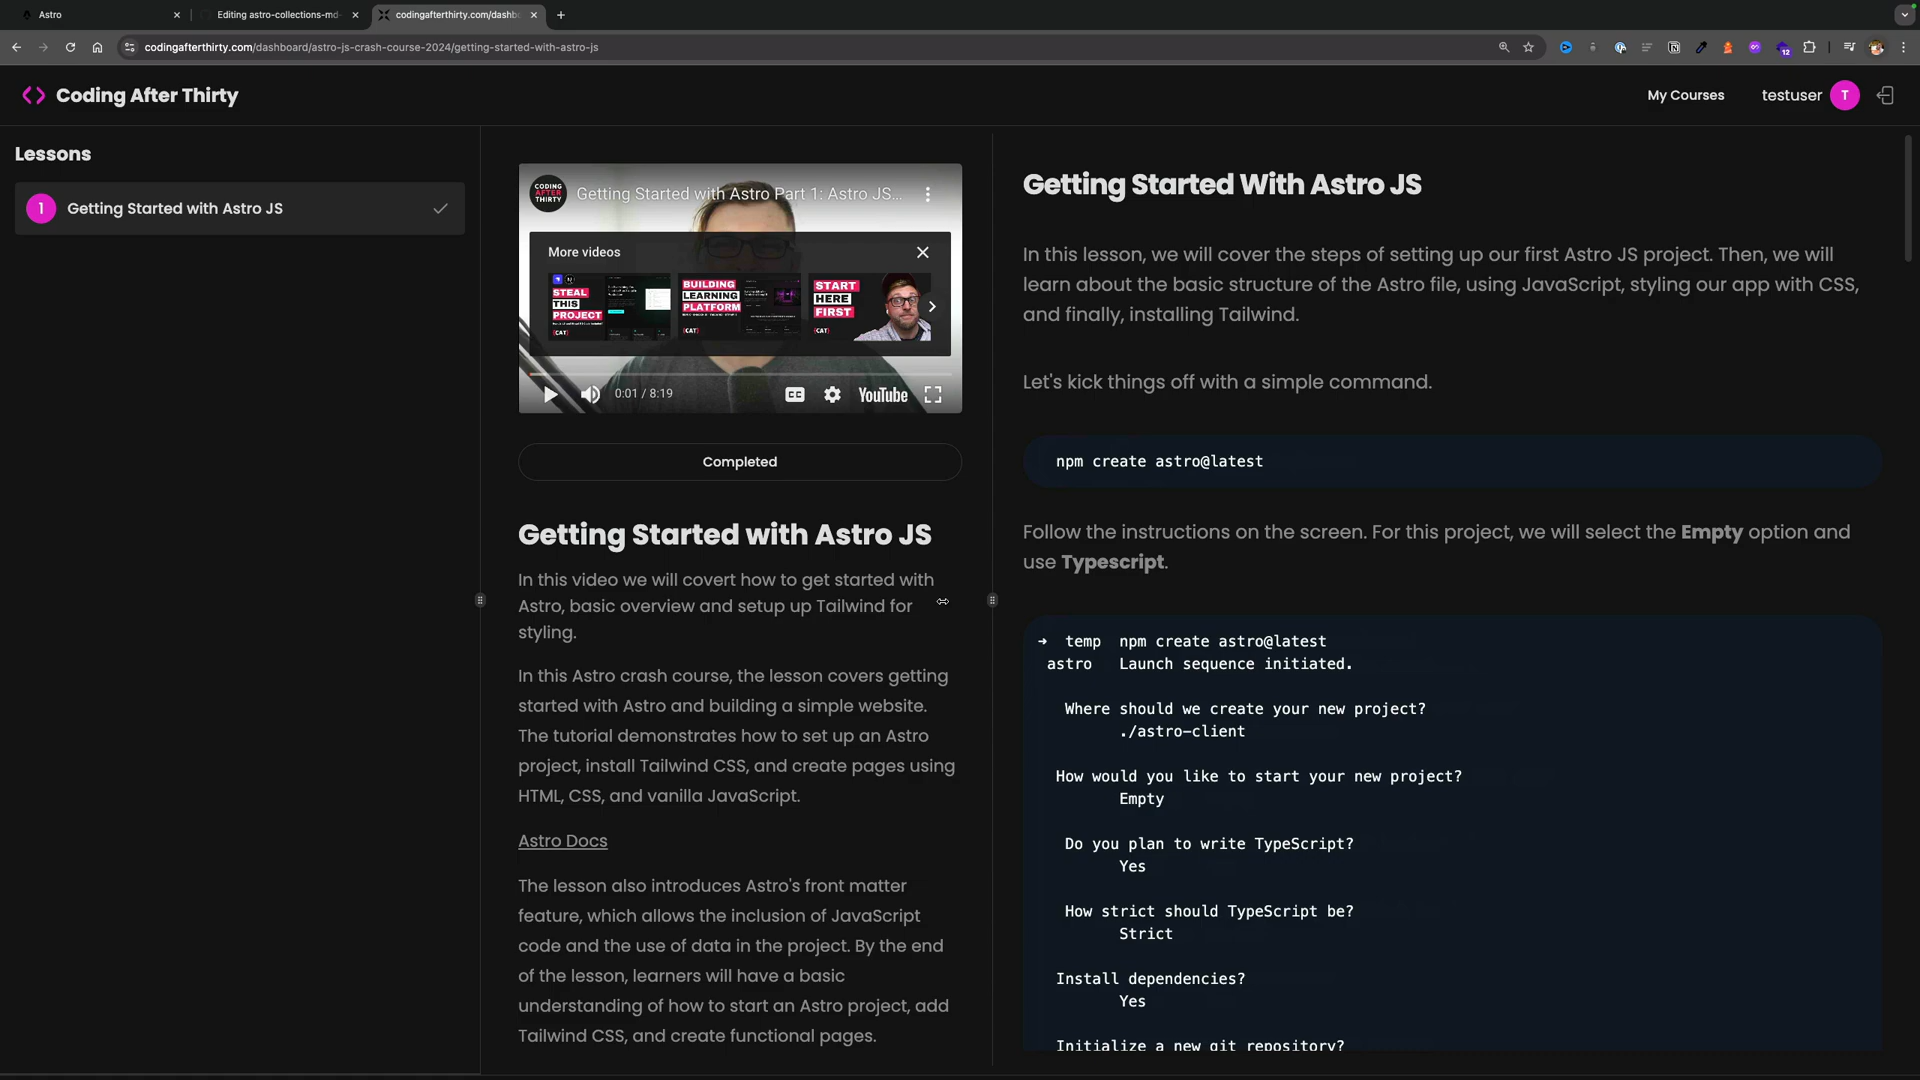 Astro
Editing astro-collections-md-
codingafterthirty.com/dashbo
codingafterthirty.com/dashboard/astro-js-crash-course-2024/getting-started-with-astro-js
12
Coding After Thirty
My Courses
testuser
T
Lessons
1
Getting Started with Astro JS
CODING
AFTER
THIRTY
Getting Started with Astro Part 1: Astro JS...
More videos
STEAL
THIS
PROJECT
{CAT}
BUILDING
LEARNING
PLATFORM
{CAT}
START
HERE
FIRST
{CAT}
0:01 / 8:19
CC
YouTube
Completed
Getting Started with Astro JS
In this video we will covert how to get started with
Astro, basic overview and setup up Tailwind for
styling.
In this Astro crash course, the lesson covers getting
started with Astro and building a simple website.
The tutorial demonstrates how to set up an Astro
project, install Tailwind CSS, and create pages using
HTML, CSS, and vanilla JavaScript.
Astro Docs
The lesson also introduces Astro's front matter
feature, which allows the inclusion of JavaScript
code and the use of data in the project. By the end
of the lesson, learners will have a basic
understanding of how to start an Astro project, add
Tailwind CSS, and create functional pages.
Getting Started With Astro JS
In this lesson, we will cover the steps of setting up our first Astro JS project. Then, we will
learn about the basic structure of the Astro file, using JavaScript, styling our app with CSS,
and finally, installing Tailwind.
Let's kick things off with a simple command.
npm create astro@latest
Follow the instructions on the screen. For this project, we will select the Empty option and
use Typescript.
➜ temp npm create astro@latest
astro Launch sequence initiated.
Where should we create your new project?
./astro-client
How would you like to start your new project?
Empty
Do you plan to write TypeScript?
Yes
How strict should TypeScript be?
Strict
Install dependencies?
Yes
Initialize a new git repository?